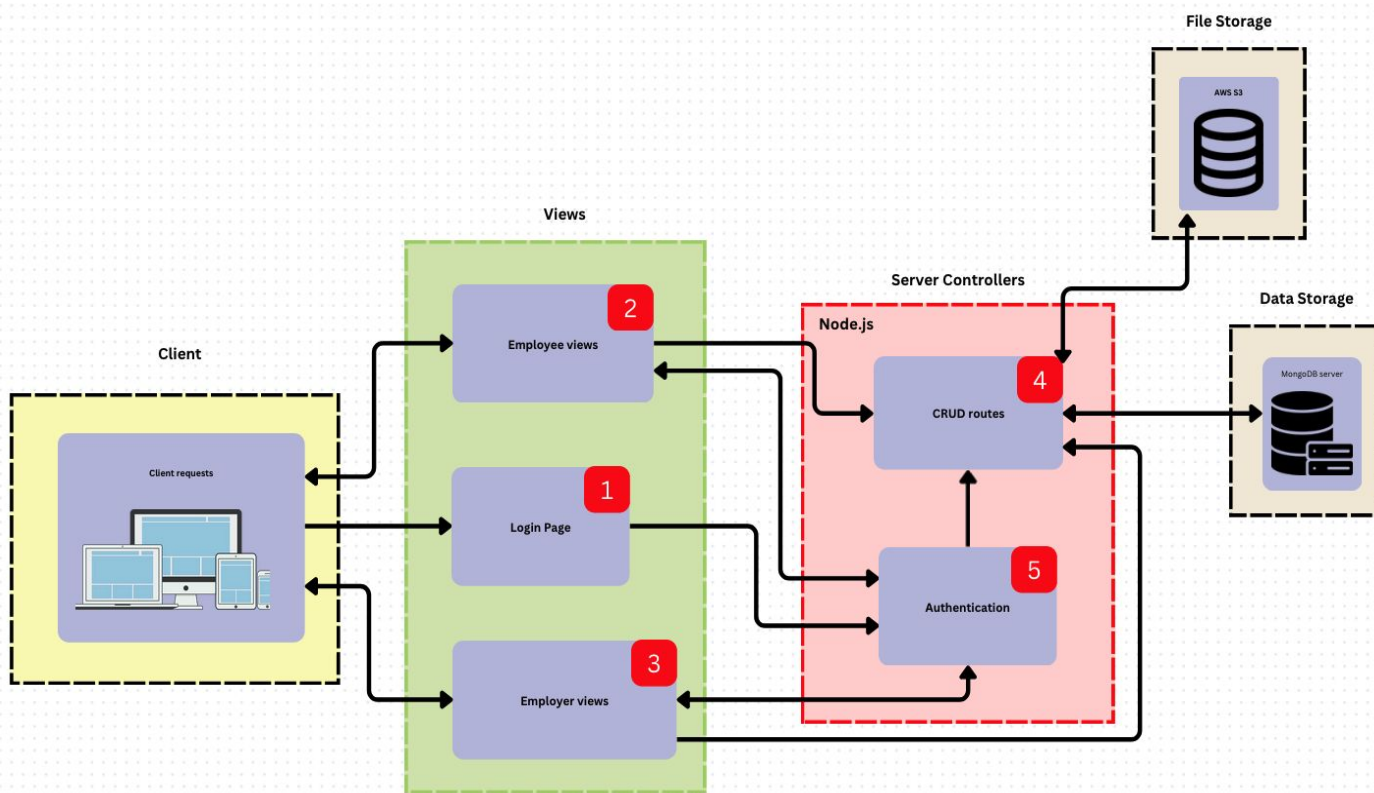 File Storage
AWS S3
Views
Server Controllers
Data Storage
Node.js
2
Employee views
Client
4
CRUD routes
MongoDB server
Client requests
1
Login Page
5
Authentication
3
Employer views